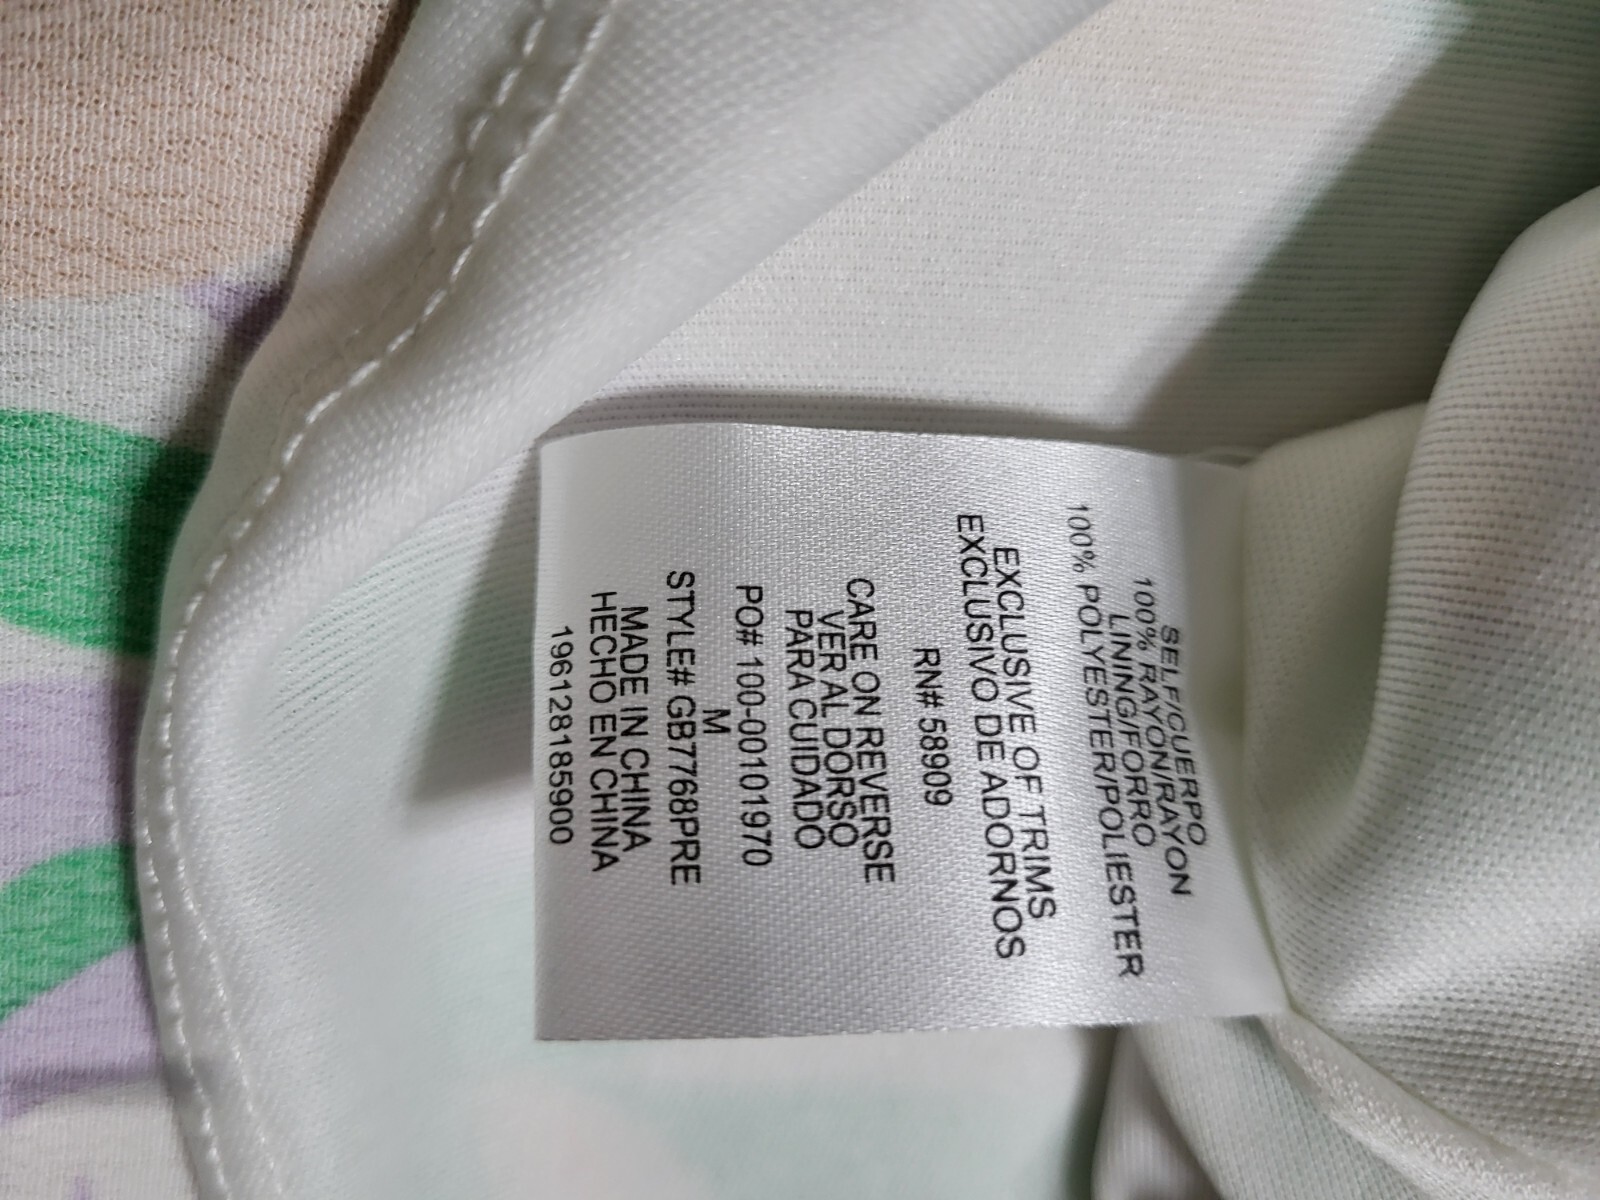 SELF/CUERPO
100% RAYON/RAYON
LINING/FORRO
100% POLYESTER/POLIESTER
EXCLUSIVE OF TRIMS
EXCLUSIVO DE ADORNOS
RN# 58909
CARE ON REVERSE
VER AL DORSO
PARA CUIDADO
PO# 100-00101970
M
STYLE# GB7768PRE
MADE IN CHINA
HECHO EN CHINA
196128185900